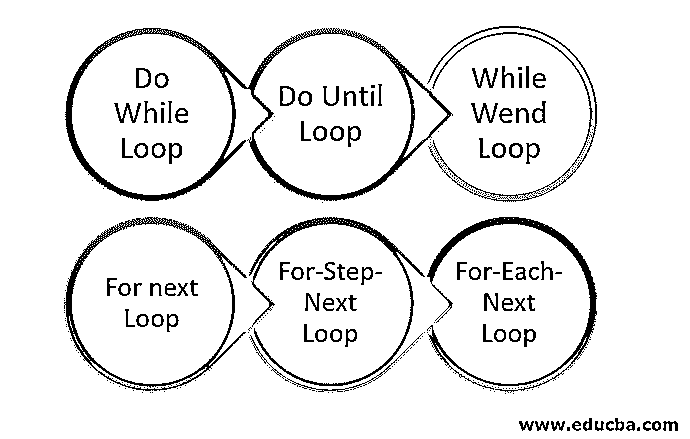 Do
While
Loop
Do Until
Loop
While
Wend
Loop
For next
Loop
For-Step-
Next
Loop
For-Each-
Next
Loop
www.educba.com